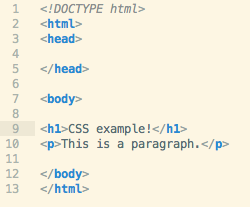 1 <!DOCTYPE html>
2 <html>
3 <head>
4
5 </head>
6
7 <body>
8
9 <h1>CSS example!</h1>
10 <p>This is a paragraph.</p>
11
12 </body>
13 </html>